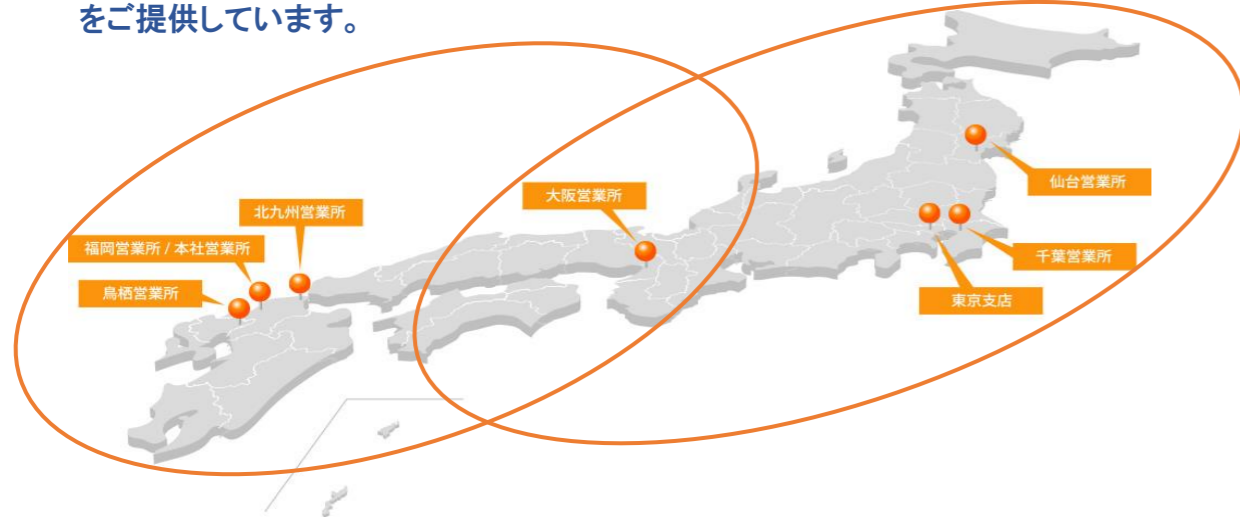 をご提供しています。
仙台営業所
大阪営業所
北九州営業所
福岡営業所 / 本社営業所
千葉営業所
鳥栖営業所
東京支店